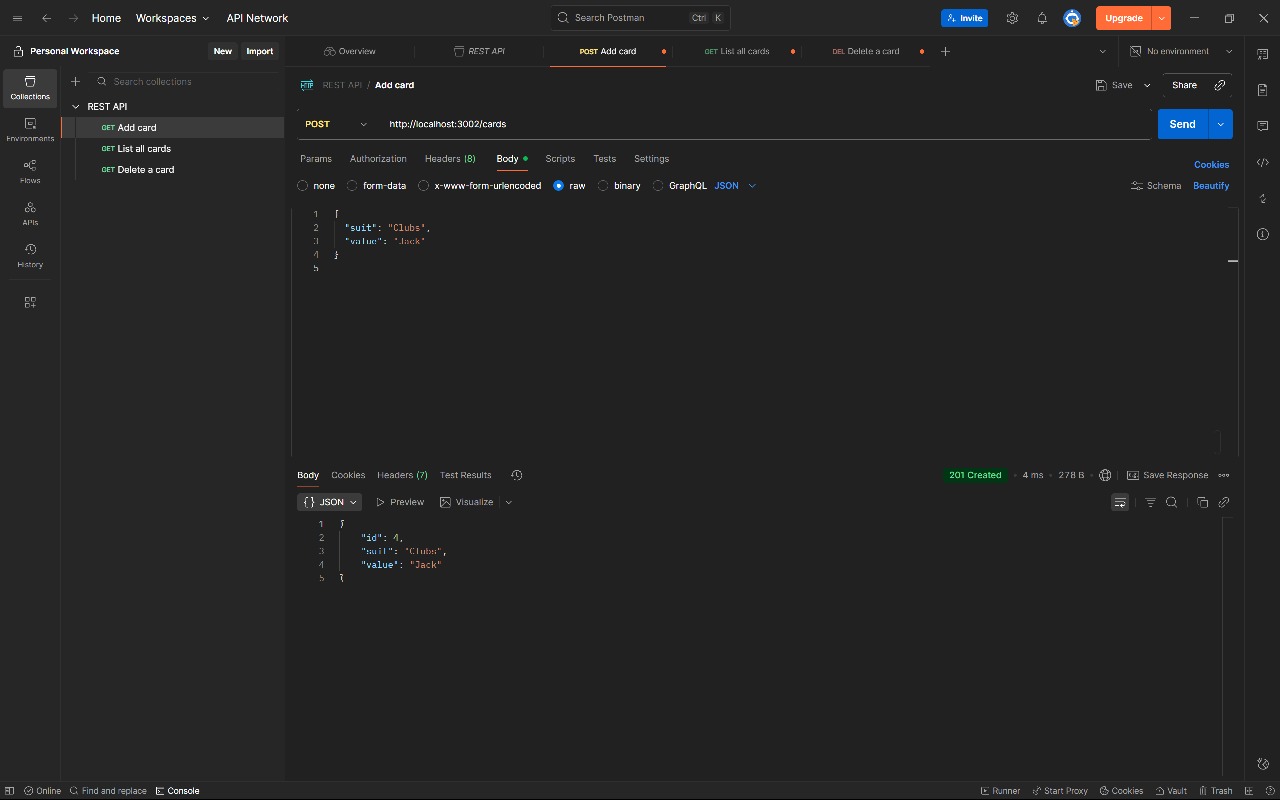 Home Workspaces API Network Search Postman Ctrl K Invite Upgrade
Personal Workspace New Import Overview REST API POST Add card GET List all cards DEL Delete a card No environment
Collections
Search collections
REST API
GET Add card
GET List all cards
GET Delete a card
Environments
Flows
APIs
History
HTTP REST API / Add card Save Share
POST http://localhost:3002/cards Send
Params Authorization Headers (8) Body Scripts Tests Settings Cookies
none form-data x-www-form-urlencoded raw binary GraphQL JSON Schema Beautify
1 {
2 "suit": "Clubs",
3 "value": "Jack"
4 }
5
Body Cookies Headers (7) Test Results 201 Created 4 ms 278 B Save Response
{} JSON Preview Visualize
1 {
2 "id": 4,
3 "suit": "Clubs",
4 "value": "Jack"
5 }
Online Find and replace Console Runner Start Proxy Cookies Vault Trash